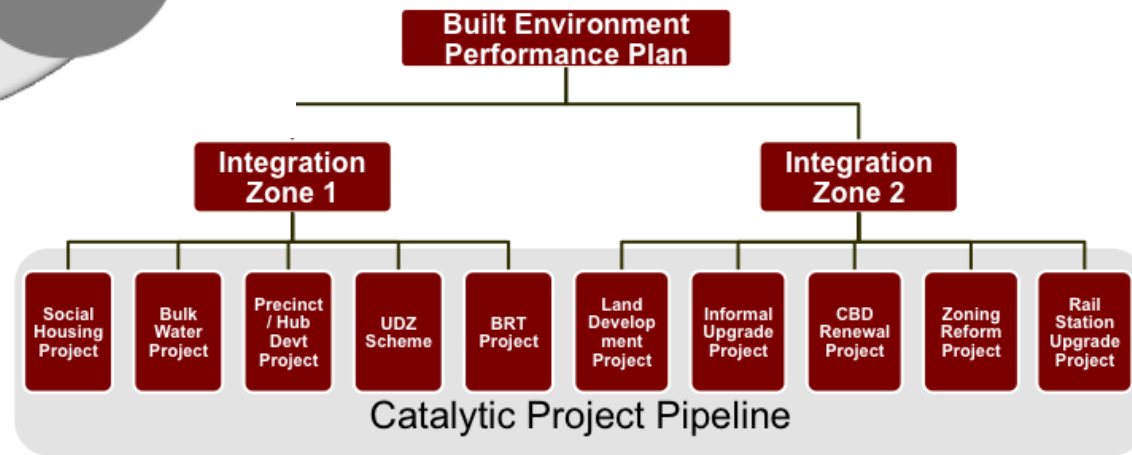 Built Environment
Performance Plan
Integration
Zone 1
Integration
Zone 2
Social
Housing
Project
Bulk
Water
Project
Precinct
/ Hub
Devt
Project
UDZ
Scheme
BRT
Project
Land
Develop
ment
Project
Informal
Upgrade
Project
CBD
Renewal
Project
Zoning
Reform
Project
Rail
Station
Upgrade
Project
Catalytic Project Pipeline